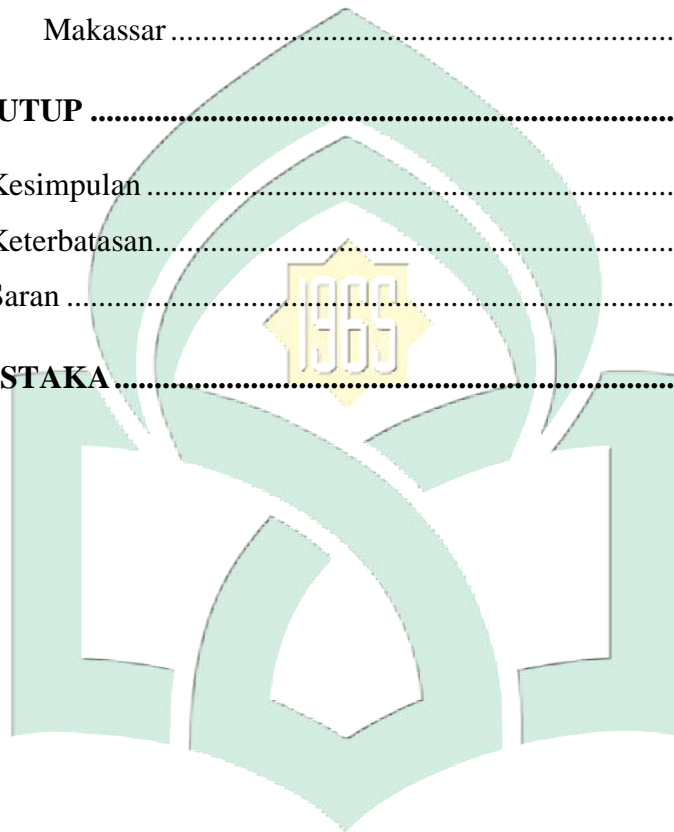 Makassar ...............................................................
UTUP ........................................................................
Kesimpulan ..................................................................
Keterbatasan.................................................................
Saran ............................................................................
1965
STAKA ......................................................................